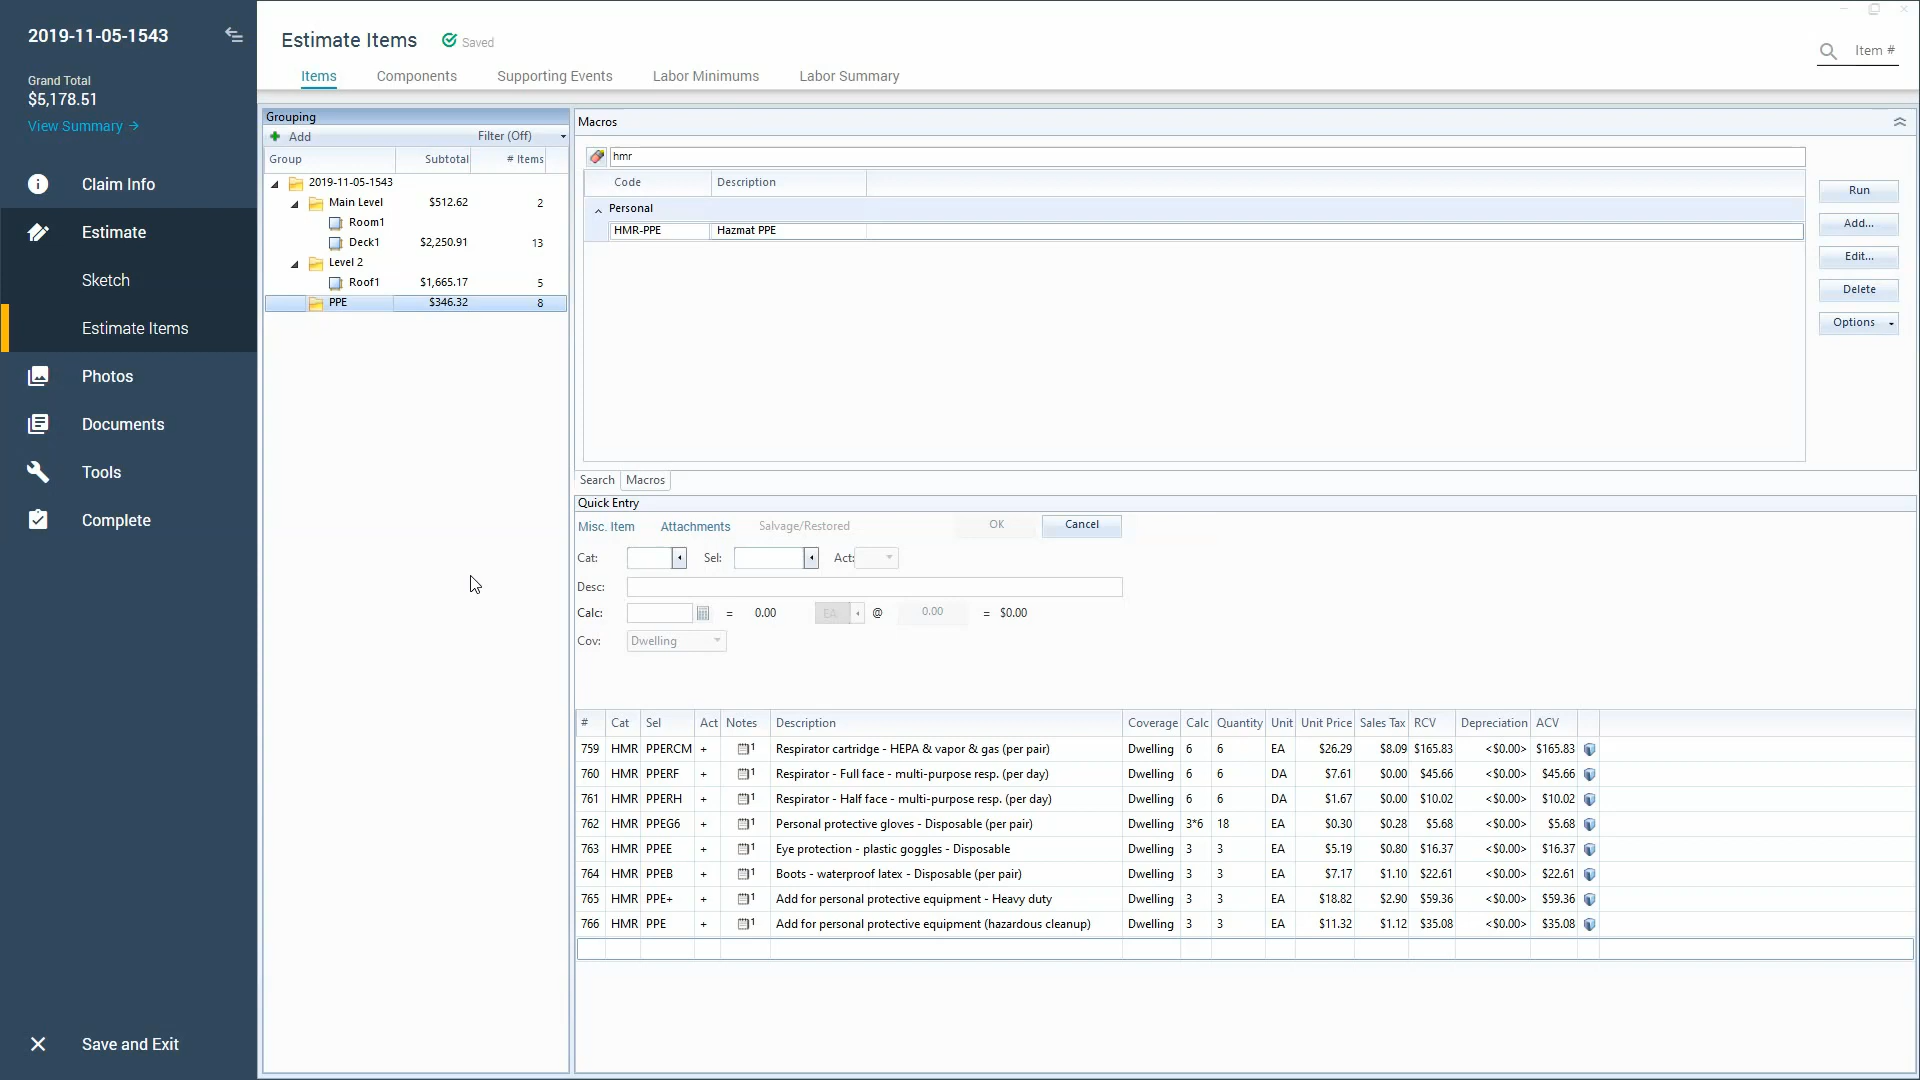 2019-11-05-1543
Grand Total
$5,178.51
View Summary →
Claim Info
Estimate
Sketch
Estimate Items
Photos
Documents
Tools
Complete
Save and Exit
Estimate Items Saved
Item #
Items Components Supporting Events Labor Minimums Labor Summary
Grouping
Add Filter (Off)
Group Subtotal # Items
2019-11-05-1543
Main Level $512.62 2
Room1
Deck1 $2,250.91 13
Level 2
Roof1 $1,665.17 5
PPE $346.32 8
Macros
hmr
Code Description
Personal
HMR-PPE Hazmat PPE
Run
Add...
Edit...
Delete
Options
Search Macros
Quick Entry
Misc. Item Attachments Salvage/Restored OK Cancel
Cat: Sel: Act:
Desc:
Calc: = 0.00 EA @ 0.00 = $0.00
Cov: Dwelling
# Cat Sel Act Notes Description Coverage Calc Quantity Unit Unit Price Sales Tax RCV Depreciation ACV
759 HMR PPERCM + 1 Respirator cartridge - HEPA & vapor & gas (per pair) Dwelling 6 6 EA $26.29 $8.09 $165.83 <$0.00> $165.83
760 HMR PPERF + 1 Respirator - Full face - multi-purpose resp. (per day) Dwelling 6 6 DA $7.61 $0.00 $45.66 <$0.00> $45.66
761 HMR PPERH + 1 Respirator - Half face - multi-purpose resp. (per day) Dwelling 6 6 DA $1.67 $0.00 $10.02 <$0.00> $10.02
762 HMR PPEG6 + 1 Personal protective gloves - Disposable (per pair) Dwelling 3*6 18 EA $0.30 $0.28 $5.68 <$0.00> $5.68
763 HMR PPEE + 1 Eye protection - plastic goggles - Disposable Dwelling 3 3 EA $5.19 $0.80 $16.37 <$0.00> $16.37
764 HMR PPEB + 1 Boots - waterproof latex - Disposable (per pair) Dwelling 3 3 EA $7.17 $1.10 $22.61 <$0.00> $22.61
765 HMR PPE+ + 1 Add for personal protective equipment - Heavy duty Dwelling 3 3 EA $18.82 $2.90 $59.36 <$0.00> $59.36
766 HMR PPE + 1 Add for personal protective equipment (hazardous cleanup) Dwelling 3 3 EA $11.32 $1.12 $35.08 <$0.00> $35.08